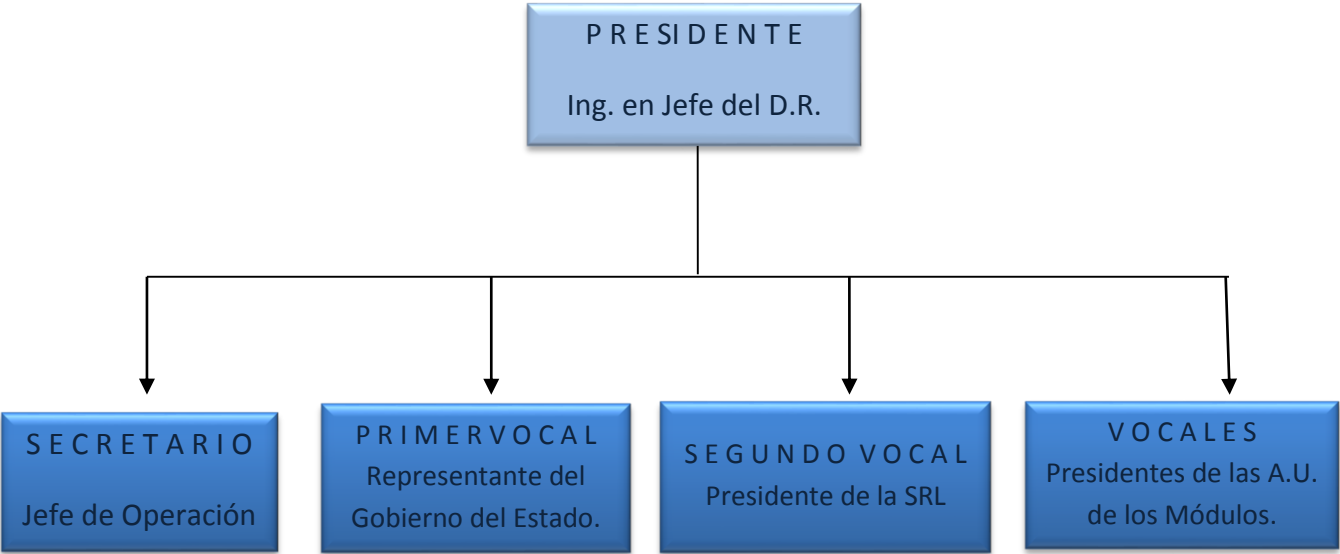 P R E SI D E N T E
Ing. en Jefe del D.R.
S E C R E T A R I O
Jefe de Operación
P R I M E R V O C A L
Representante del
Gobierno del Estado.
S E G U N D O V O C A L
Presidente de la SRL
V O C A L E S
Presidentes de las A.U.
de los Módulos.